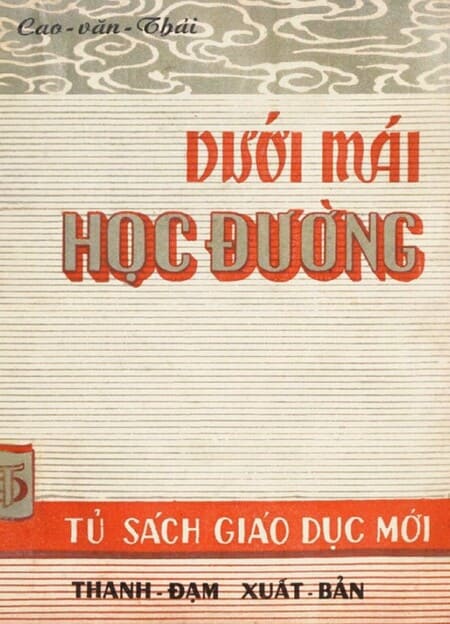 Cao-văn-Thái
DƯỚI MÁI
HỌC ĐƯỜNG
TỦ SÁCH GIÁO DỤC MỚI
THANH-ĐẠM XUẤT-BẢN